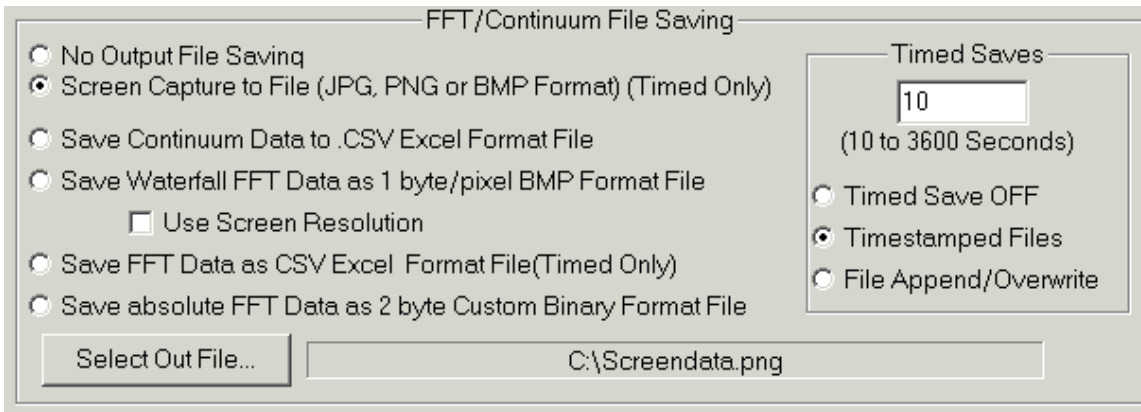 FFT/Continuum File Saving
No Output File Saving
Screen Capture to File (JPG, PNG or BMP Format) (Timed Only)
Save Continuum Data to .CSV Excel Format File
Save Waterfall FFT Data as 1 byte/pixel BMP Format File
Use Screen Resolution
Save FFT Data as CSV Excel Format File(Timed Only)
Save absolute FFT Data as 2 byte Custom Binary Format File
Select Out File...
C:\Screendata.png
Timed Saves
10
(10 to 3600 Seconds)
Timed Save OFF
Timestamped Files
File Append/Overwrite